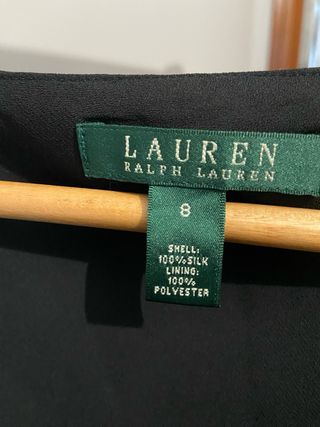 LAUREN
RALPH LAUREN
8
SHELL:
100%SILK
LINING:
100%
POLYESTER